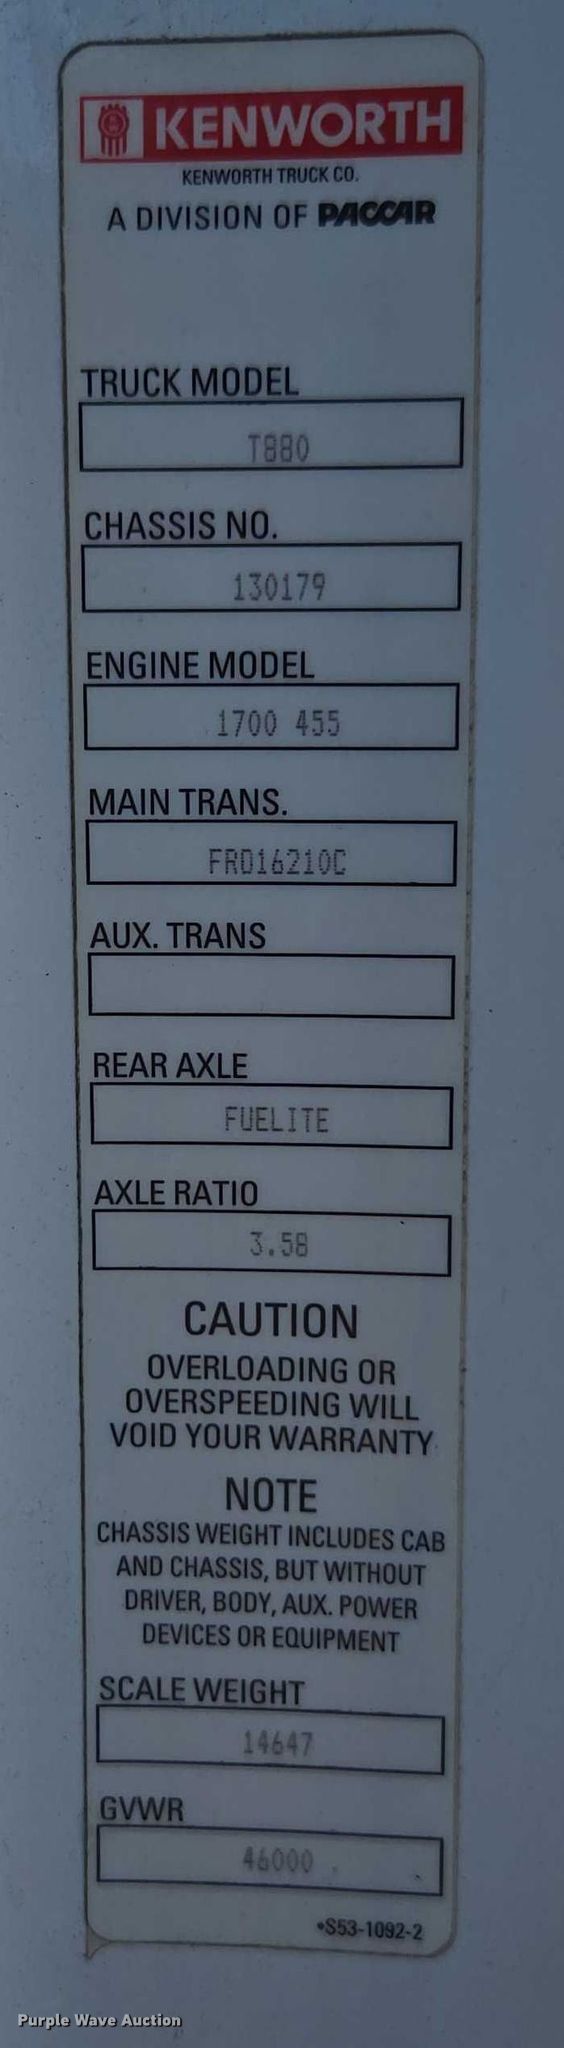 KENWORTH
KENWORTH TRUCK CO.
A DIVISION OF PACCAR
TRUCK MODEL
T880
CHASSIS NO.
130179
ENGINE MODEL
1700 455
MAIN TRANS.
FRO16210C
AUX. TRANS
REAR AXLE
FUELITE
AXLE RATIO
3.58
CAUTION
OVERLOADING OR
OVERSPEEDING WILL
VOID YOUR WARRANTY
NOTE
CHASSIS WEIGHT INCLUDES CAB
AND CHASSIS, BUT WITHOUT
DRIVER, BODY, AUX. POWER
DEVICES OR EQUIPMENT
SCALE WEIGHT
14647
GVWR
46000
•S53-1092-2
Purple Wave Auction